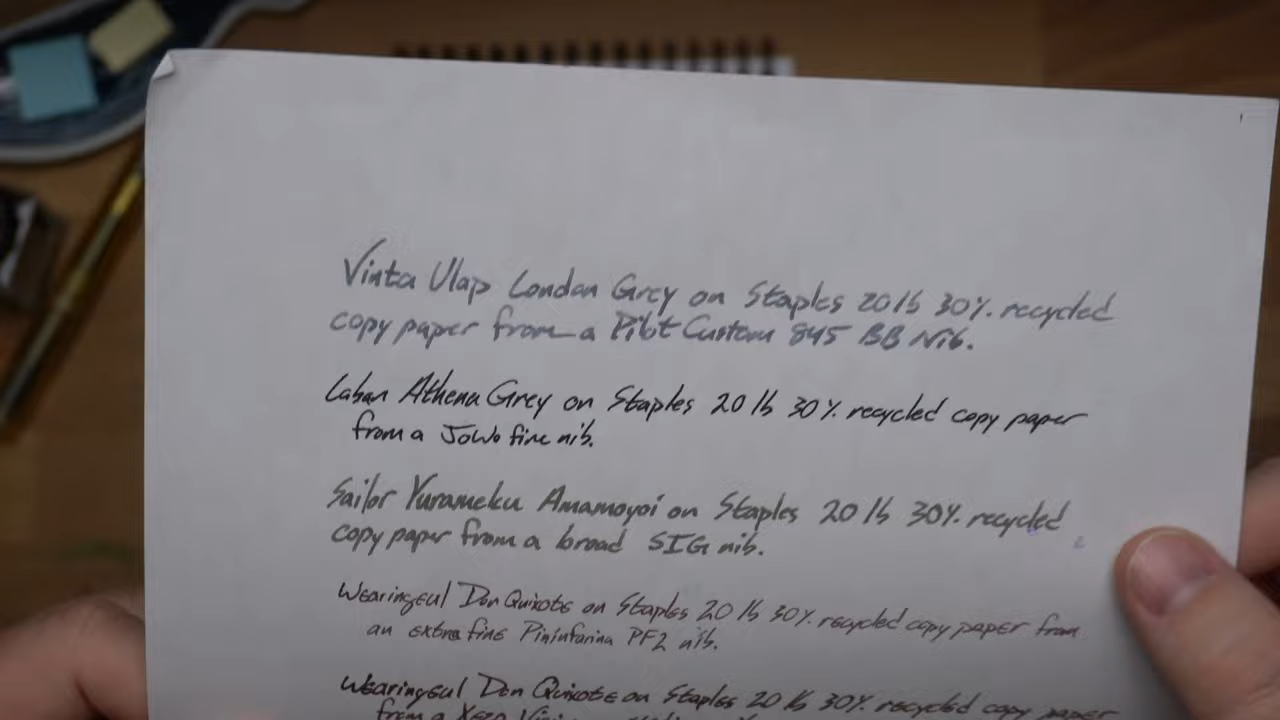 Vinta Ulap London Grey on Staples 20 lb 30% recycled
copy paper from a Pilot Custom 845 BB Nib.
Laban Athena Grey on Staples 20 lb 30% recycled copy paper
from a JoWo fine nib.
Sailor Yurameku Amamoyoi on Staples 20 lb 30% recycled
copy paper from a broad SIG nib.
Wearingeul Don Quixote on Staples 20 lb 30% recycled copy paper from
an extra fine Pininfarina PF2 nib.
Wearingeul Don Quixote on Staples 20 lb 30% recycled copy paper
from a